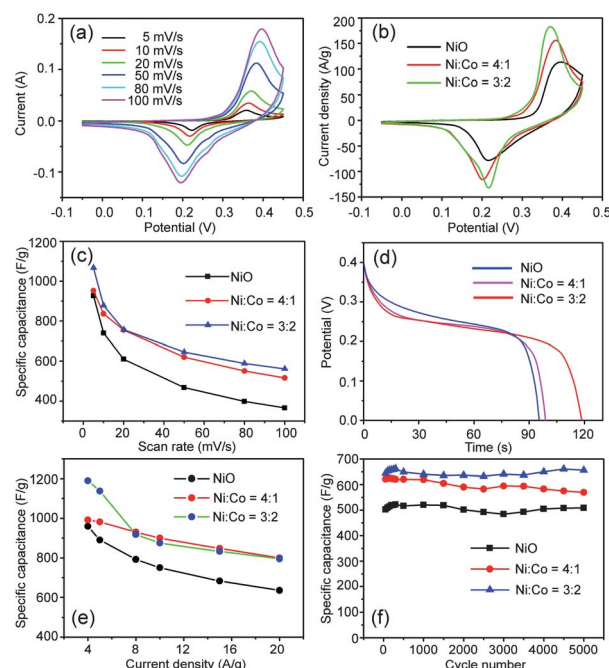 (a)
5 mV/s
10 mV/s
20 mV/s
50 mV/s
80 mV/s
100 mV/s
Current (A)
0.2
0.1
0.0
-0.1
-0.1 0.0 0.1 0.2 0.3 0.4 0.5
Potential (V)
(b)
NiO
Ni:Co = 4:1
Ni:Co = 3:2
Current density (A/g)
200
150
100
50
0
-50
-100
-150
-0.1 0.0 0.1 0.2 0.3 0.4 0.5
Potential (V)
(c)
NiO
Ni:Co = 4:1
Ni:Co = 3:2
Specific capacitance (F/g)
1200
1000
800
600
400
0 20 40 60 80 100
Scan rate (mV/s)
(d)
NiO
Ni:Co = 4:1
Ni:Co = 3:2
Potential (V)
0.4
0.2
0.0
0 30 60 90 120
Time (s)
(e)
NiO
Ni:Co = 4:1
Ni:Co = 3:2
Specific capacitance (F/g)
1200
1000
800
600
400
4 8 12 16 20
Current density (A/g)
(f)
NiO
Ni:Co = 4:1
Ni:Co = 3:2
Specific capacitance (F/g)
700
600
500
400
300
200
100
0
0 1000 2000 3000 4000 5000
Cycle number